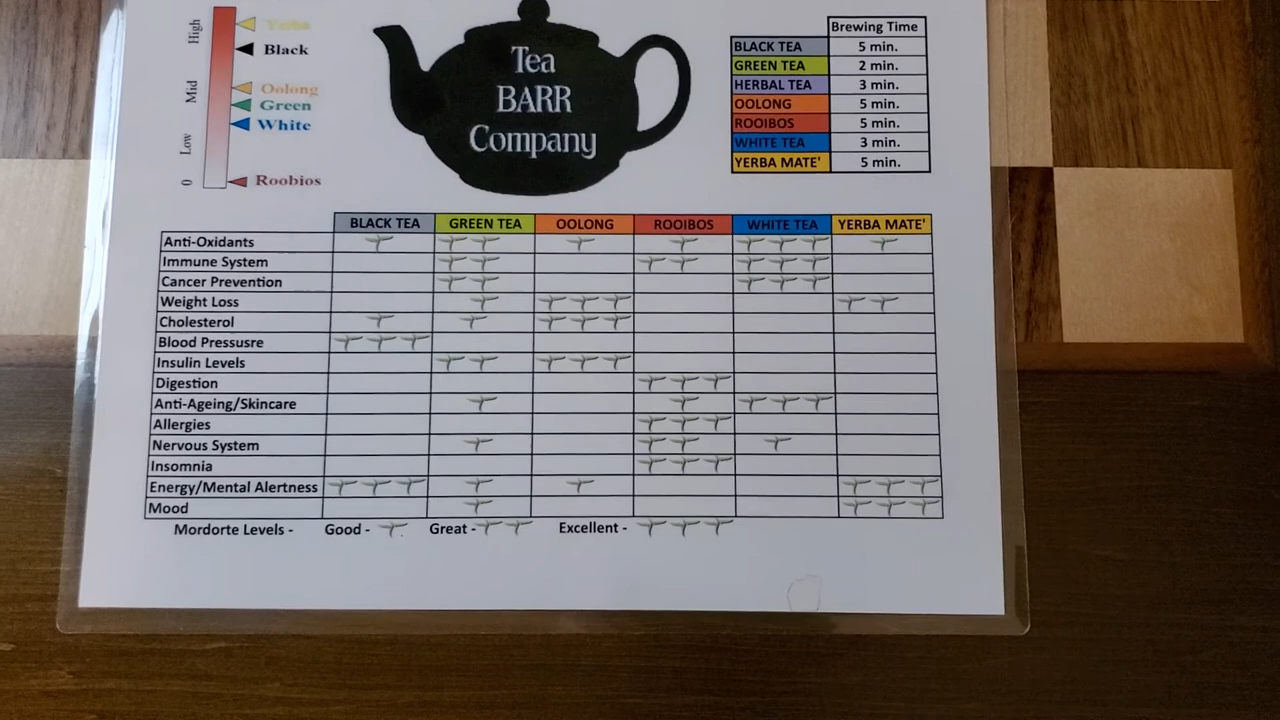 High
Mid
Low
0
Yerba
Black
Oolong
Green
White
Roobios
Tea
BARR
Company
Brewing Time
BLACK TEA 5 min.
GREEN TEA 2 min.
HERBAL TEA 3 min.
OOLONG 5 min.
ROOIBOS 5 min.
WHITE TEA 3 min.
YERBA MATE' 5 min.
BLACK TEA GREEN TEA OOLONG ROOIBOS WHITE TEA YERBA MATE'
Anti-Oxidants
Immune System
Cancer Prevention
Weight Loss
Cholesterol
Blood Pressusre
Insulin Levels
Digestion
Anti-Ageing/Skincare
Allergies
Nervous System
Insomnia
Energy/Mental Alertness
Mood
Mordorte Levels - Good - Great - Excellent -